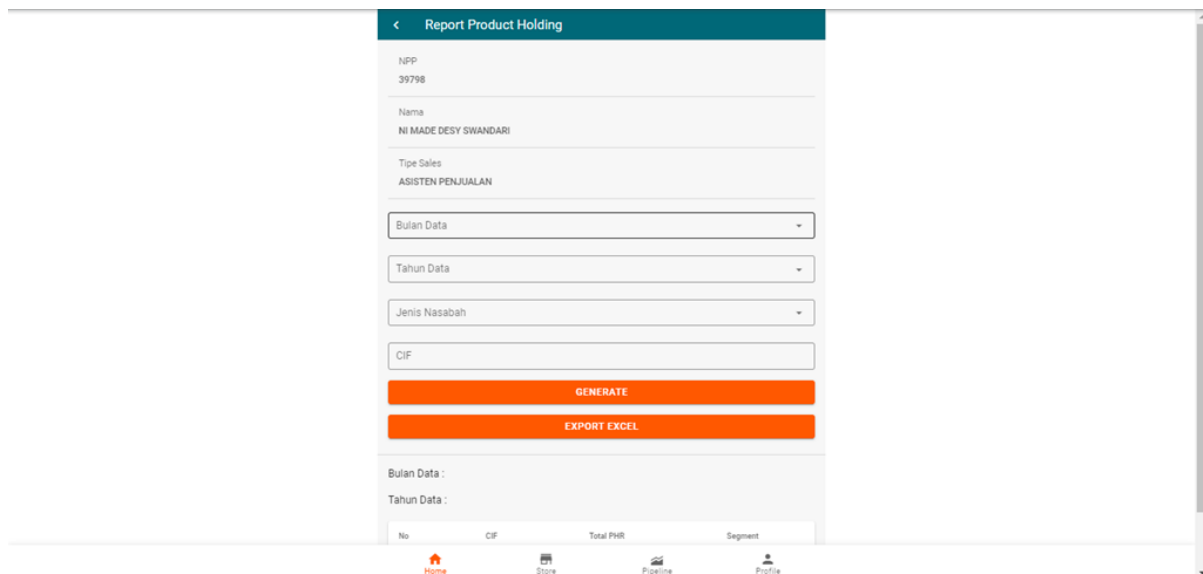 Report Product Holding
NPP
39798
Nama
NI MADE DESY SWANDARI
Tipe Sales
ASISTEN PENJUALAN
Bulan Data
Tahun Data
Jenis Nasabah
CIF
GENERATE
EXPORT EXCEL
Bulan Data :
Tahun Data :
No CIF Total PHR Segment
Home Store Pipeline Profile